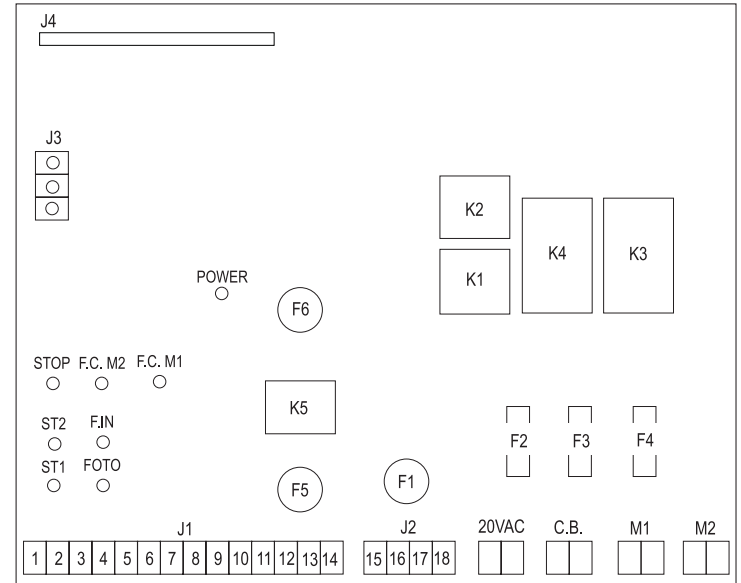 J4
J3
K2
K4
K3
K1
POWER
F6
STOP
F.C. M2
F.C. M1
K5
ST2
F.IN
F2
F3
F4
ST1
FOTO
F5
F1
J1
J2
20VAC
C.B.
M1
M2
1 2 3 4 5 6 7 8 9 10 11 12 13 14
15 16 17 18